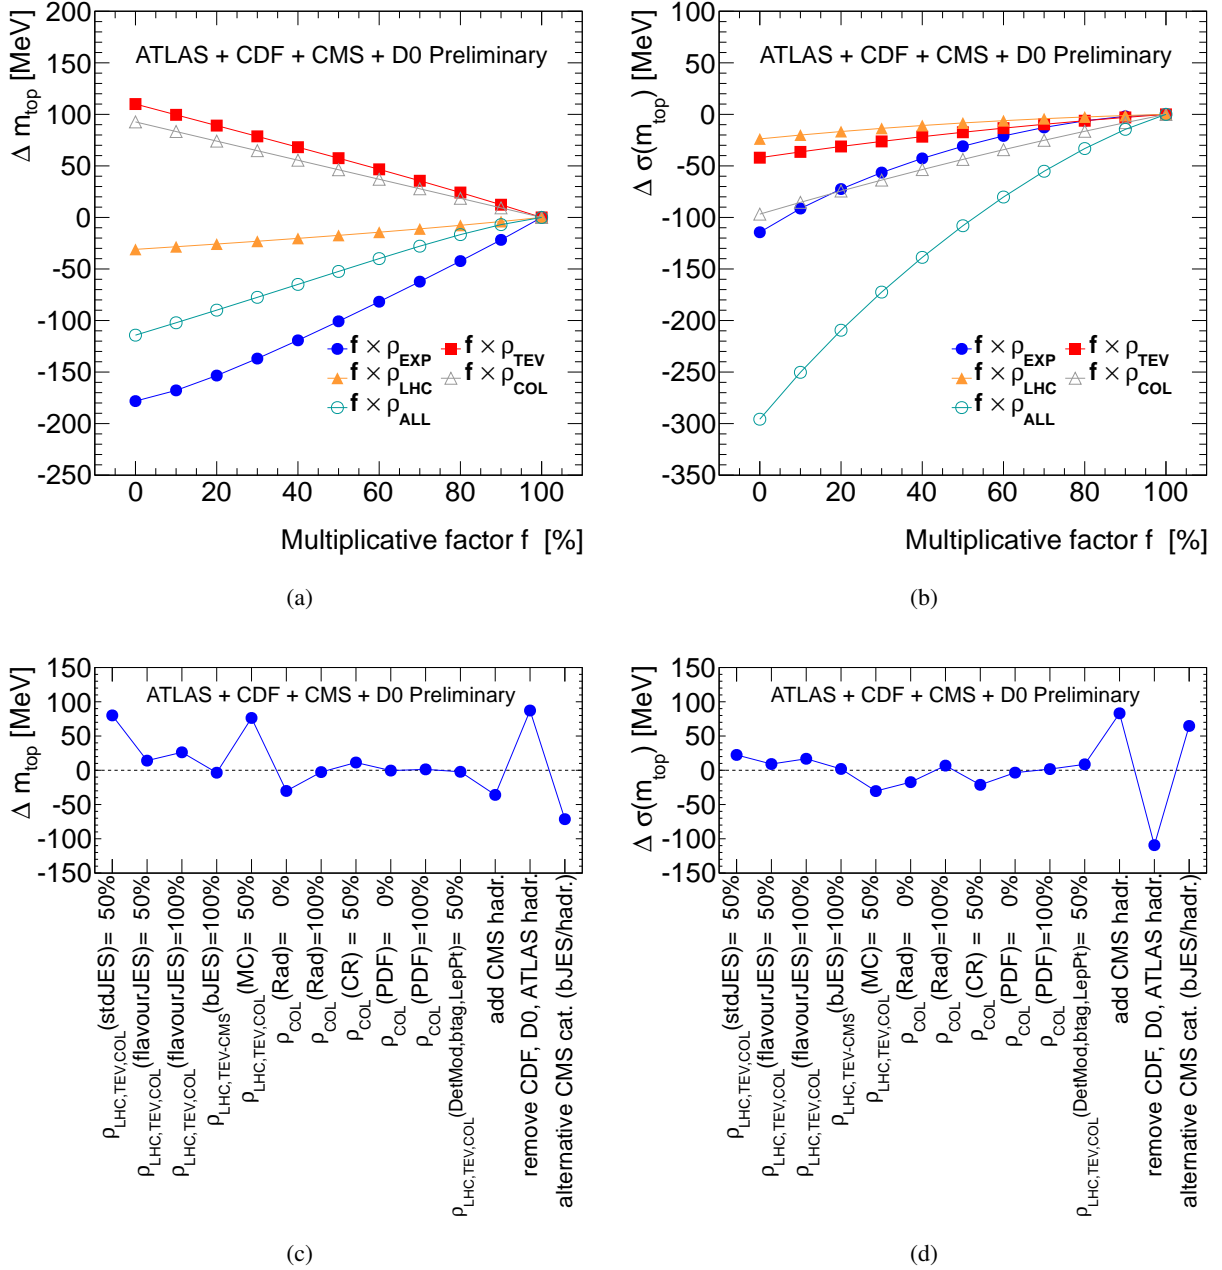 ATLAS + CDF + CMS + D0 Preliminary
Δ m_top [MeV]
200
150
100
50
0
-50
-100
-150
-200
-250
f × ρ_EXP
f × ρ_TEV
f × ρ_LHC
f × ρ_COL
f × ρ_ALL
0 20 40 60 80 100
Multiplicative factor f [%]
(a)
ATLAS + CDF + CMS + D0 Preliminary
Δ σ(m_top) [MeV]
100
50
0
-50
-100
-150
-200
-250
-300
-350
f × ρ_EXP
f × ρ_TEV
f × ρ_LHC
f × ρ_COL
f × ρ_ALL
0 20 40 60 80 100
Multiplicative factor f [%]
(b)
ATLAS + CDF + CMS + D0 Preliminary
Δ m_top [MeV]
150
100
50
0
-50
-100
-150
ρ_LHC,TEV,COL(stdJES)= 50%
ρ_LHC,TEV,COL(flavourJES)= 50%
ρ_LHC,TEV,COL(flavourJES)=100%
ρ_LHC,TEV-CMS(bJES)=100%
ρ_LHC,TEV,COL(MC)= 50%
ρ_COL(Rad)= 0%
ρ_COL(Rad)=100%
ρ_COL(CR) = 50%
ρ_COL(PDF)= 0%
ρ_COL(PDF)=100%
ρ_LHC,TEV,COL(DetMod,btag,LepPt)= 50%
add CMS hadr.
remove CDF, D0, ATLAS hadr.
alternative CMS cat. (bJES/hadr.)
(c)
ATLAS + CDF + CMS + D0 Preliminary
Δ σ(m_top) [MeV]
150
100
50
0
-50
-100
-150
ρ_LHC,TEV,COL(stdJES)= 50%
ρ_LHC,TEV,COL(flavourJES)= 50%
ρ_LHC,TEV,COL(flavourJES)=100%
ρ_LHC,TEV-CMS(bJES)=100%
ρ_LHC,TEV,COL(MC)= 50%
ρ_COL(Rad)= 0%
ρ_COL(Rad)=100%
ρ_COL(CR) = 50%
ρ_COL(PDF)= 0%
ρ_COL(PDF)=100%
ρ_LHC,TEV,COL(DetMod,btag,LepPt)= 50%
add CMS hadr.
remove CDF, D0, ATLAS hadr.
alternative CMS cat. (bJES/hadr.)
(d)